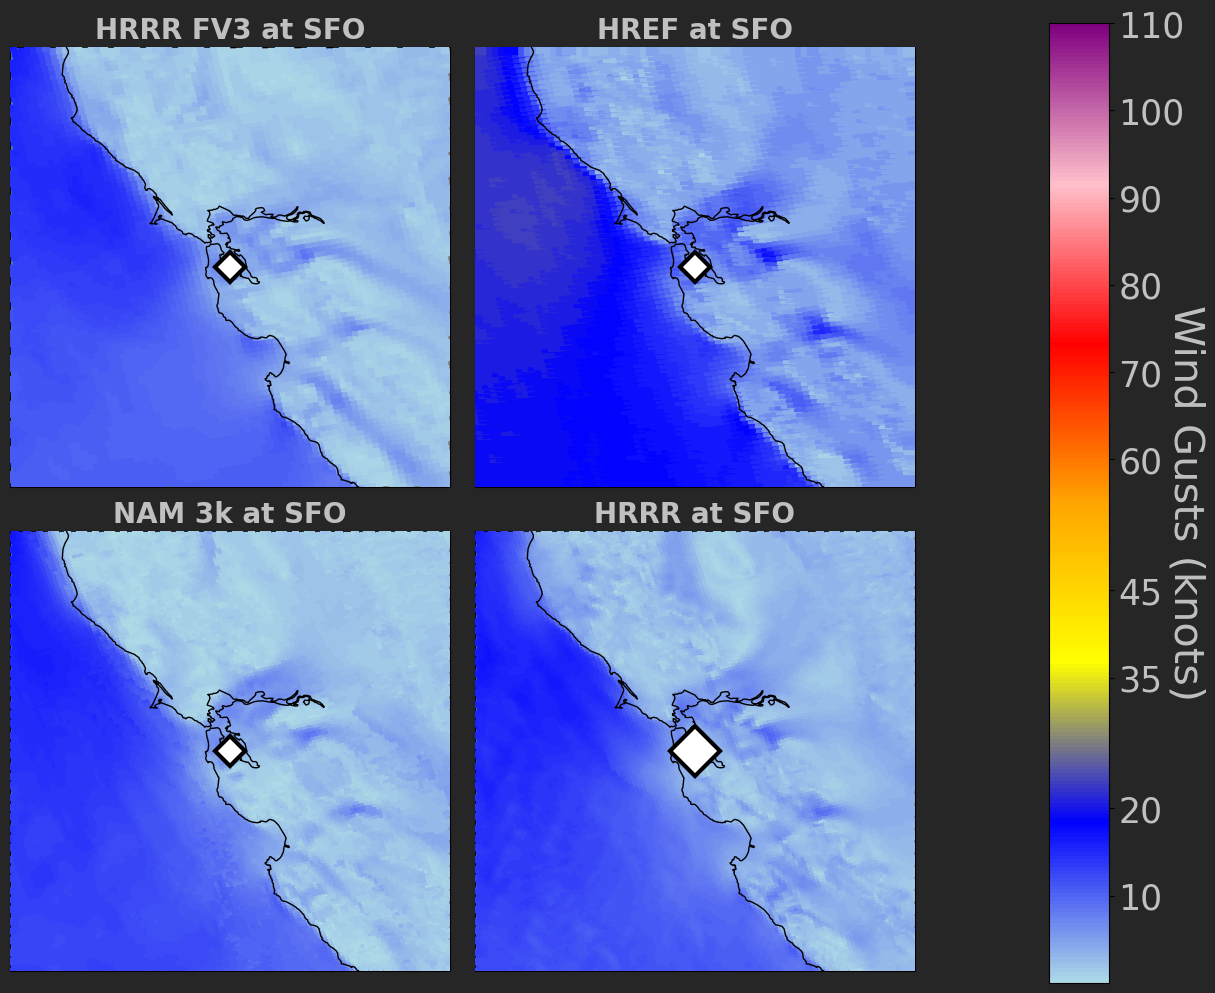 HRRR FV3 at SFO
HREF at SFO
NAM 3k at SFO
HRRR at SFO
110
100
90
80
70
60
45
35
20
10
Wind Gusts (knots)